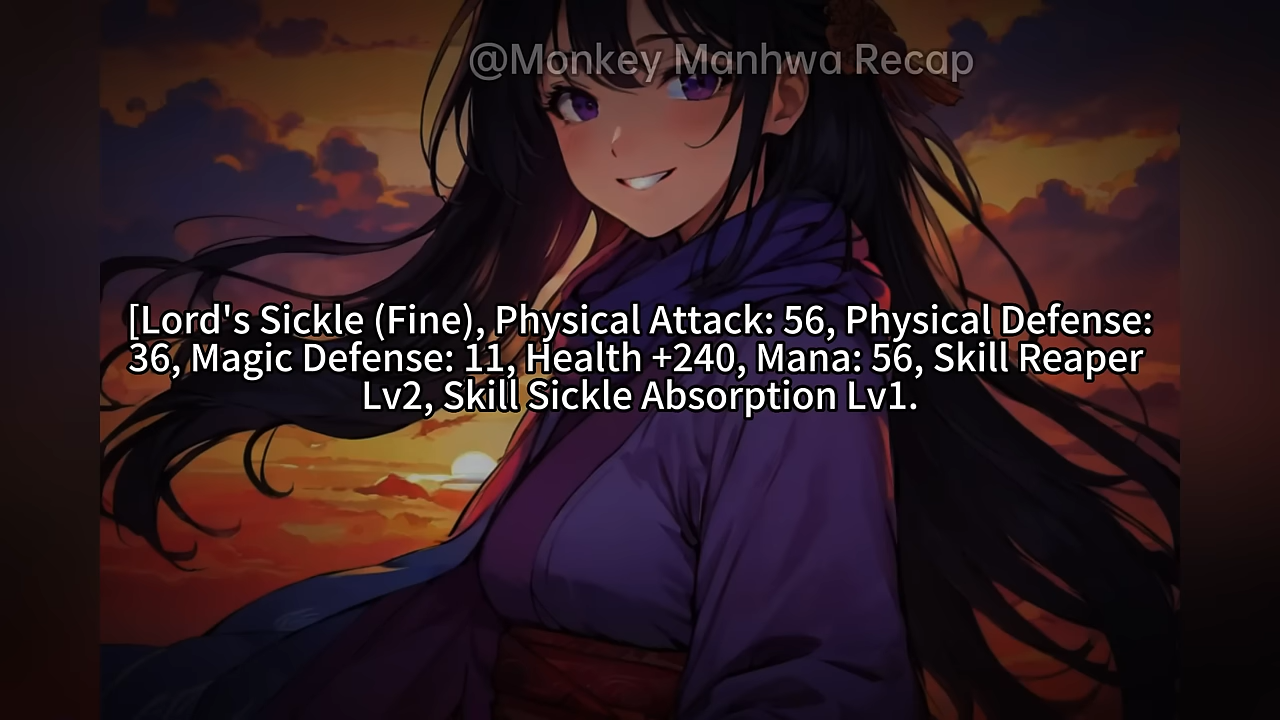 @Monkey Manhwa Recap
[Lord's Sickle (Fine), Physical Attack: 56, Physical Defense:
36, Magic Defense: 11, Health +240, Mana: 56, Skill Reaper
Lv2, Skill Sickle Absorption Lv1.